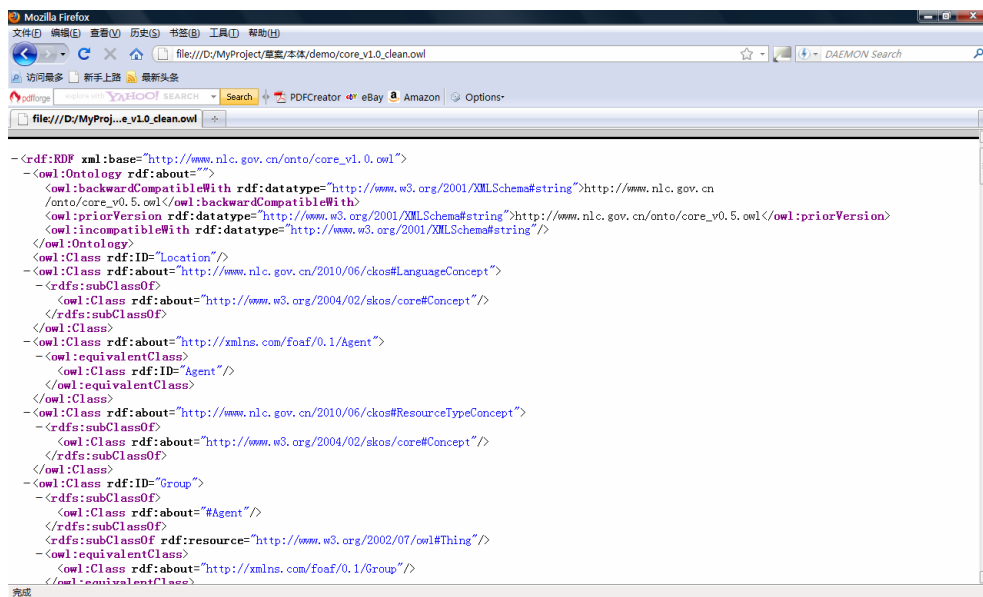 Mozilla Firefox
文件(F) 编辑(E) 查看(V) 历史(S) 书签(B) 工具(T) 帮助(H)
file:///D:/MyProject/草案/本体/demo/core_v1.0_clean.owl DAEMON Search
访问最多 新手上路 最新头条
pdfforge YAHOO! SEARCH Search PDFCreator eBay Amazon Options
file:///D:/MyProj...e_v1.0_clean.owl
-<rdf:RDF xml:base="http://www.nlc.gov.cn/onto/core_v1.0.owl">
-<owl:Ontology rdf:about="">
<owl:backwardCompatibleWith rdf:datatype="http://www.w3.org/2001/XMLSchema#string">http://www.nlc.gov.cn
/onto/core_v0.5.owl</owl:backwardCompatibleWith>
<owl:priorVersion rdf:datatype="http://www.w3.org/2001/XMLSchema#string">http://www.nlc.gov.cn/onto/core_v0.5.owl</owl:priorVersion>
<owl:incompatibleWith rdf:datatype="http://www.w3.org/2001/XMLSchema#string"/>
</owl:Ontology>
<owl:Class rdf:ID="Location"/>
-<owl:Class rdf:about="http://www.nlc.gov.cn/2010/06/ckos#LanguageConcept">
-<rdfs:subClassOf>
<owl:Class rdf:about="http://www.w3.org/2004/02/skos/core#Concept"/>
</rdfs:subClassOf>
</owl:Class>
-<owl:Class rdf:about="http://xmlns.com/foaf/0.1/Agent">
-<owl:equivalentClass>
<owl:Class rdf:ID="Agent"/>
</owl:equivalentClass>
</owl:Class>
-<owl:Class rdf:about="http://www.nlc.gov.cn/2010/06/ckos#ResourceTypeConcept">
-<rdfs:subClassOf>
<owl:Class rdf:about="http://www.w3.org/2004/02/skos/core#Concept"/>
</rdfs:subClassOf>
</owl:Class>
-<owl:Class rdf:ID="Group">
-<rdfs:subClassOf>
<owl:Class rdf:about="#Agent"/>
</rdfs:subClassOf>
<rdfs:subClassOf rdf:resource="http://www.w3.org/2002/07/owl#Thing"/>
-<owl:equivalentClass>
<owl:Class rdf:about="http://xmlns.com/foaf/0.1/Group"/>
</owl:equivalentClass>
完成